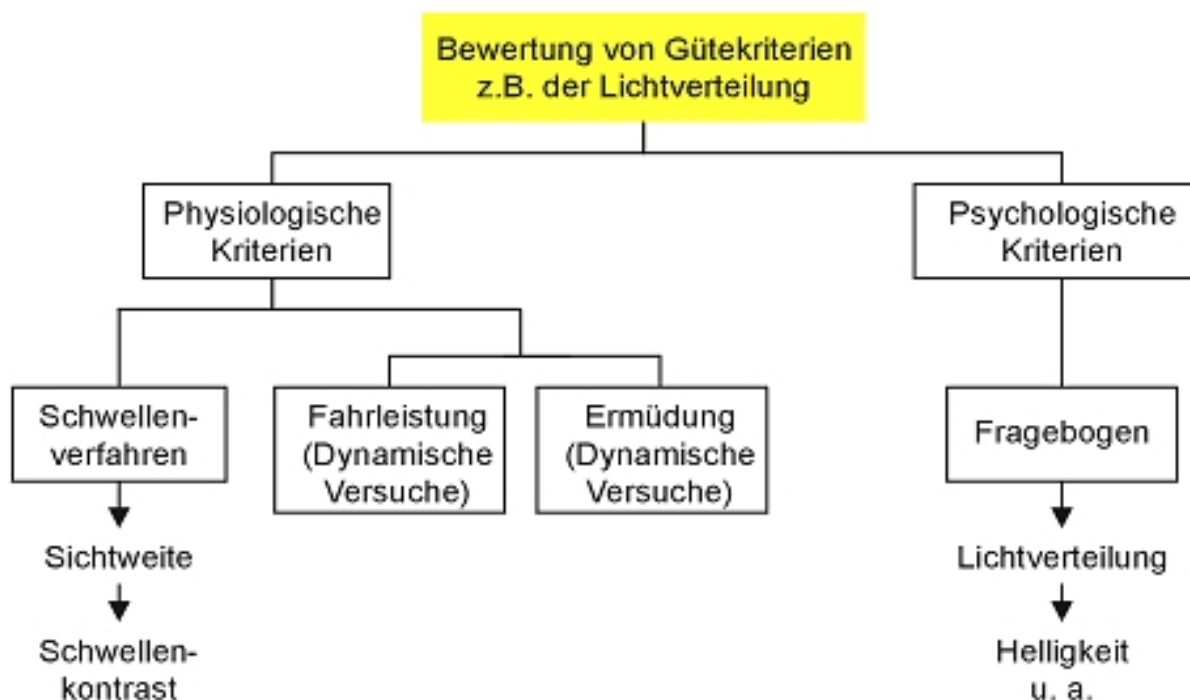 Bewertung von Gütekriterien
z.B. der Lichtverteilung
Physiologische
Kriterien
Psychologische
Kriterien
Schwellen-
verfahren
Fahrleistung
(Dynamische
Versuche)
Ermüdung
(Dynamische
Versuche)
Fragebogen
Sichtweite
Lichtverteilung
Schwellen-
kontrast
Helligkeit
u. a.